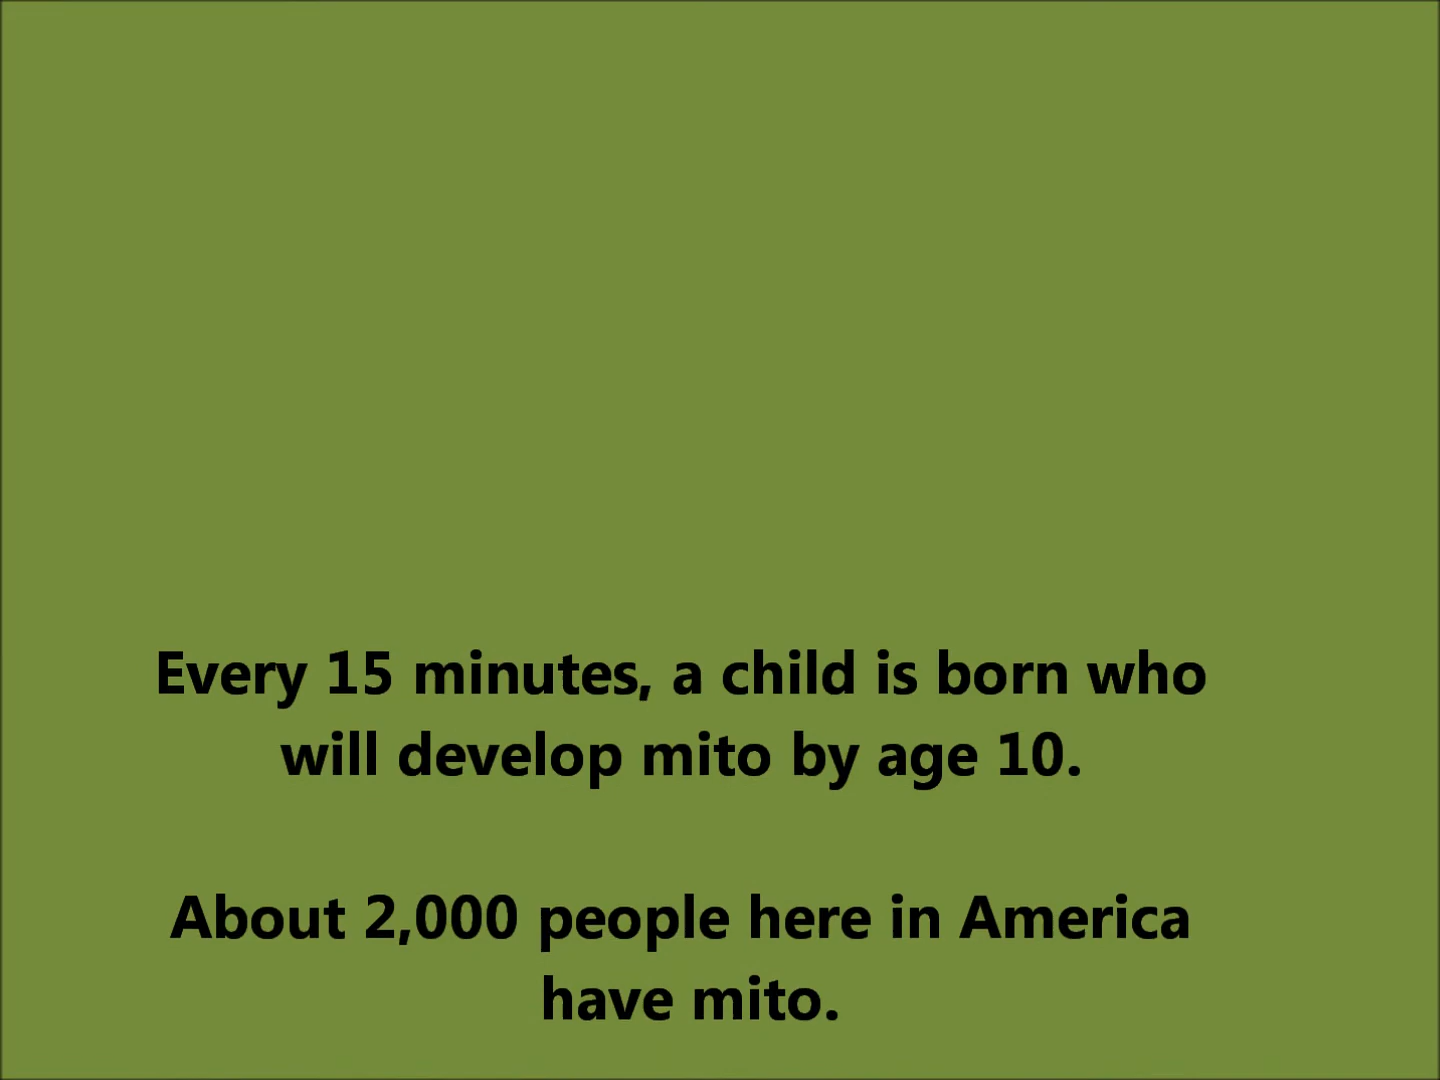 Every 15 minutes, a child is born who
will develop mito by age 10.
About 2,000 people here in America
have mito.